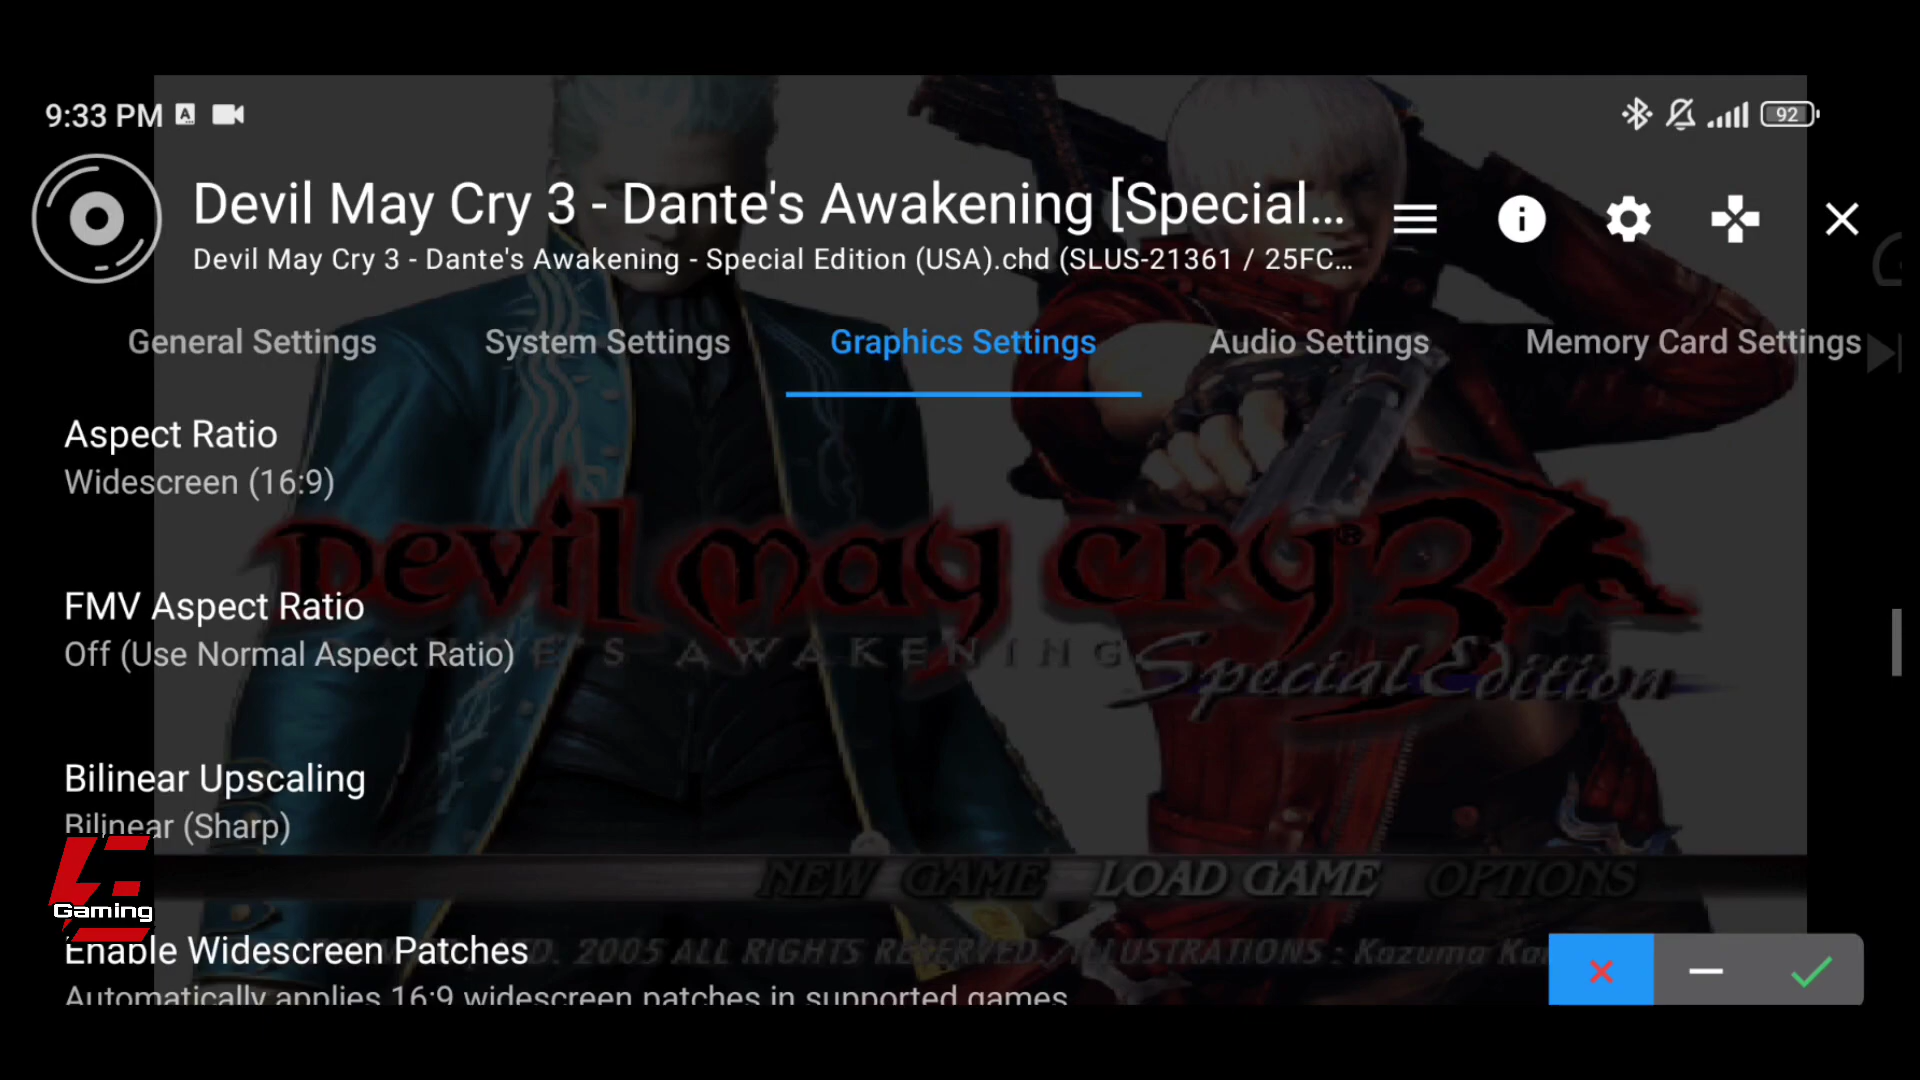 9:33 PM
92
Devil May Cry 3 - Dante's Awakening [Special...
Devil May Cry 3 - Dante's Awakening - Special Edition (USA).chd (SLUS-21361 / 25FC...
General Settings
System Settings
Graphics Settings
Audio Settings
Memory Card Settings
Aspect Ratio
Widescreen (16:9)
Devil may cry® 3
FMV Aspect Ratio
Off (Use Normal Aspect Ratio)
E'S AWAKENING
Special Edition
Bilinear Upscaling
Bilinear (Sharp)
NEW GAME LOAD GAME OPTIONS
Gaming
Enable Widescreen Patches
D. 2005 ALL RIGHTS RESERVED. / ILLUSTRATIONS : Kazuma
Automatically applies 16:9 widescreen patches in supported games